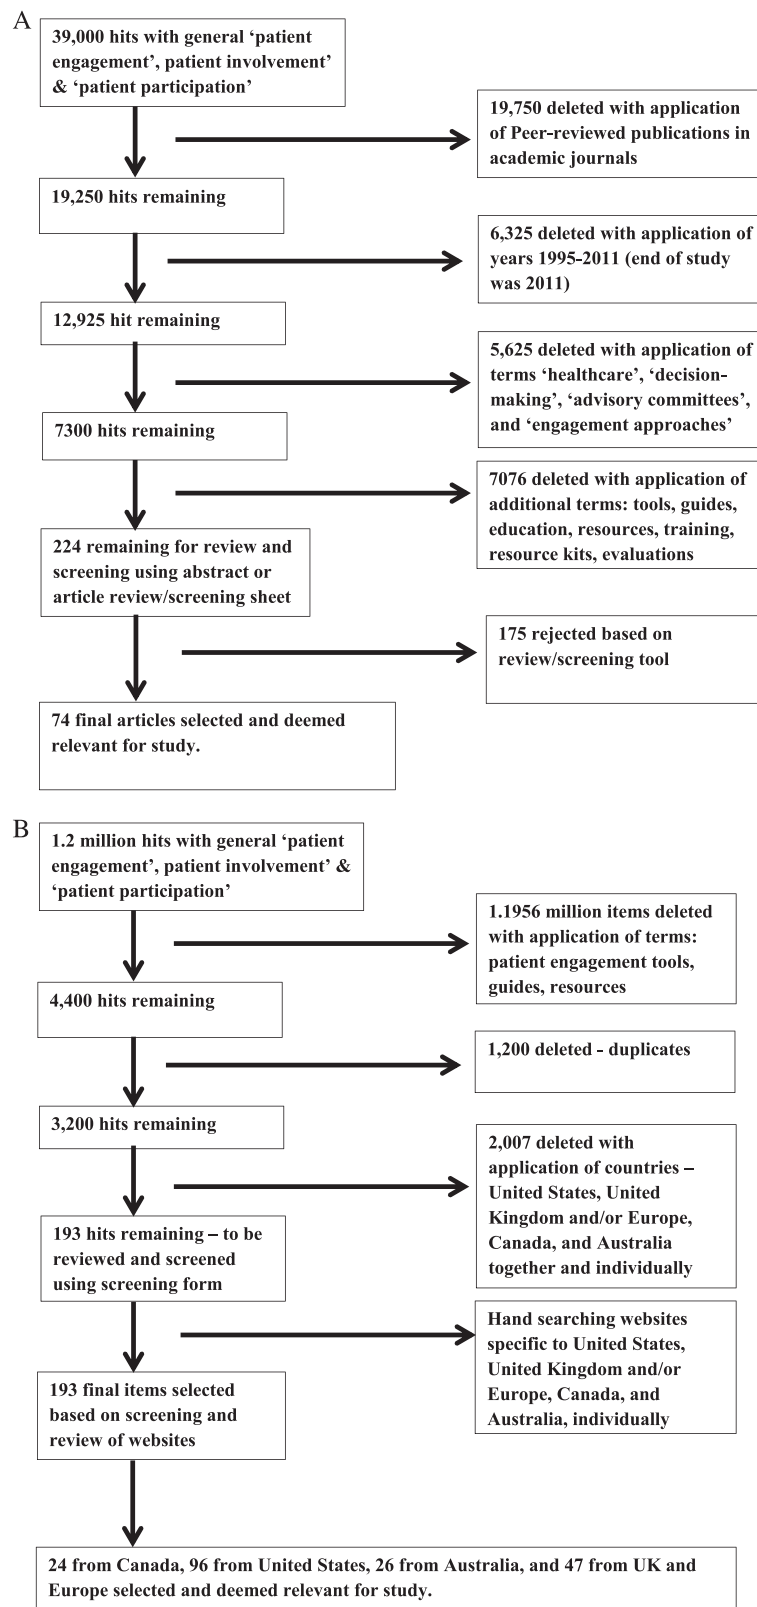 A
39,000 hits with general ‘patient
engagement’, patient involvement’
& ‘patient participation’
19,750 deleted with application
of Peer-reviewed publications in
academic journals
19,250 hits remaining
6,325 deleted with application of
years 1995-2011 (end of study
was 2011)
12,925 hit remaining
5,625 deleted with application of
terms ‘healthcare’, ‘decision-
making’, ‘advisory committees’,
and ‘engagement approaches’
7300 hits remaining
7076 deleted with application of
additional terms: tools, guides,
education, resources, training,
resource kits, evaluations
224 remaining for review and
screening using abstract or
article review/screening sheet
175 rejected based on
review/screening tool
74 final articles selected and deemed
relevant for study.
B
1.2 million hits with general ‘patient
engagement’, patient involvement’ &
‘patient participation’
1.1956 million items deleted
with application of terms:
patient engagement tools,
guides, resources
4,400 hits remaining
1,200 deleted - duplicates
3,200 hits remaining
2,007 deleted with
application of countries –
United States, United
Kingdom and/or Europe,
Canada, and Australia
together and individually
193 hits remaining – to be
reviewed and screened
using screening form
Hand searching websites
specific to United States,
United Kingdom and/or
Europe, Canada, and
Australia, individually
193 final items selected
based on screening and
review of websites
24 from Canada, 96 from United States, 26 from Australia, and 47 from UK and
Europe selected and deemed relevant for study.